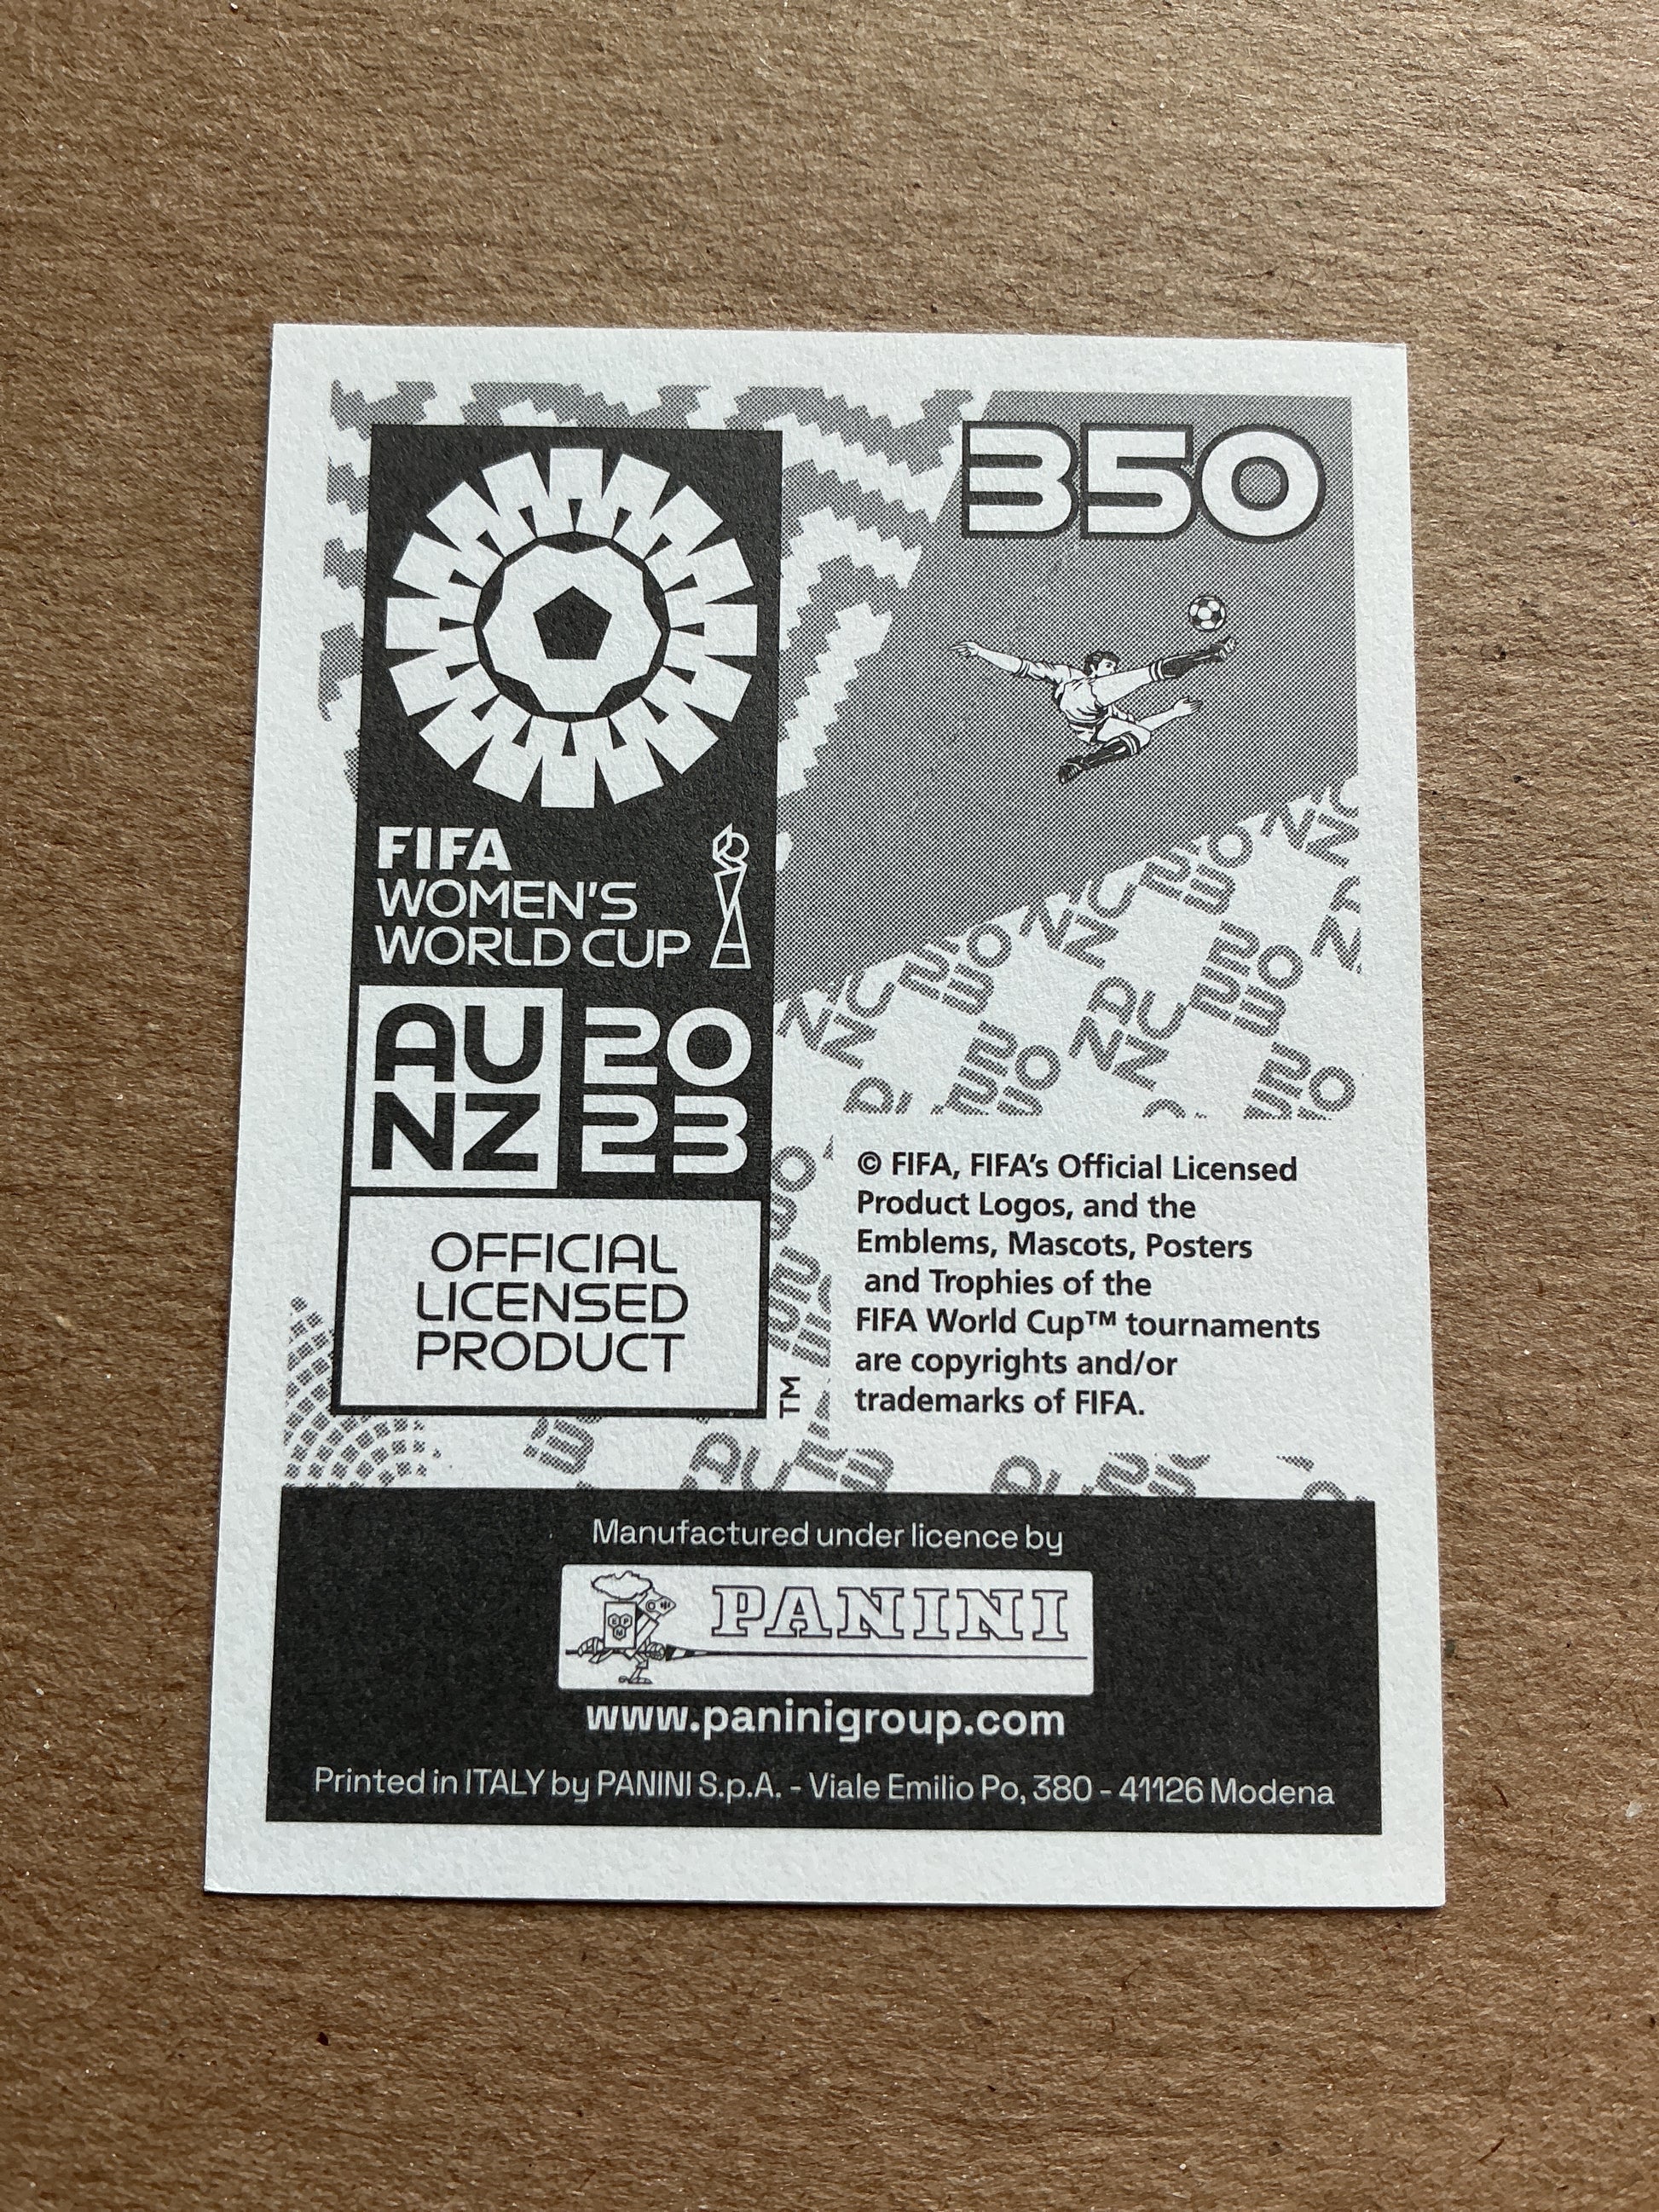 350
FIFA
WOMEN'S
WORLD CUP
AU
NZ
20
23
OFFICIAL
LICENSED
PRODUCT
TM
© FIFA, FIFA's Official Licensed
Product Logos, and the
Emblems, Mascots, Posters
and Trophies of the
FIFA World Cup™ tournaments
are copyrights and/or
trademarks of FIFA.
Manufactured under licence by
PANINI
www.paninigroup.com
Printed in ITALY by PANINI S.p.A. - Viale Emilio Po, 380 - 41126 Modena